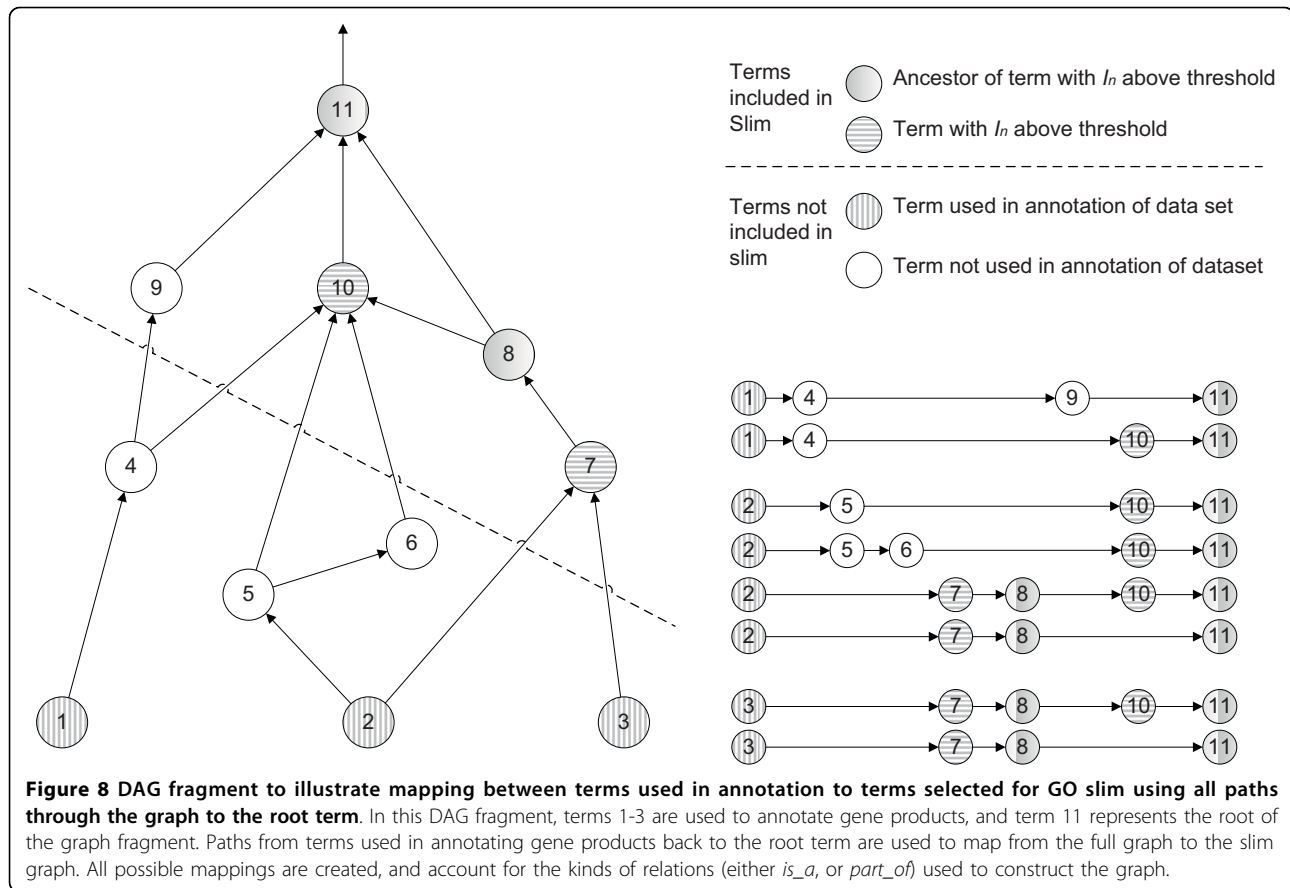 11
9
10
8
4
7
6
5
1
2
3
Terms included in Slim
Ancestor of term with In above threshold
Term with In above threshold
Terms not included in slim
Term used in annotation of data set
Term not used in annotation of dataset
1 4 9 11
1 4 10 11
2 5 10 11
2 5 6 10 11
2 7 8 10 11
2 7 8 11
3 7 8 10 11
3 7 8 11
Figure 8 DAG fragment to illustrate mapping between terms used in annotation to terms selected for GO slim using all paths
through the graph to the root term. In this DAG fragment, terms 1-3 are used to annotate gene products, and term 11 represents the root of
the graph fragment. Paths from terms used in annotating gene products back to the root term are used to map from the full graph to the slim
graph. All possible mappings are created, and account for the kinds of relations (either is_a, or part_of) used to construct the graph.